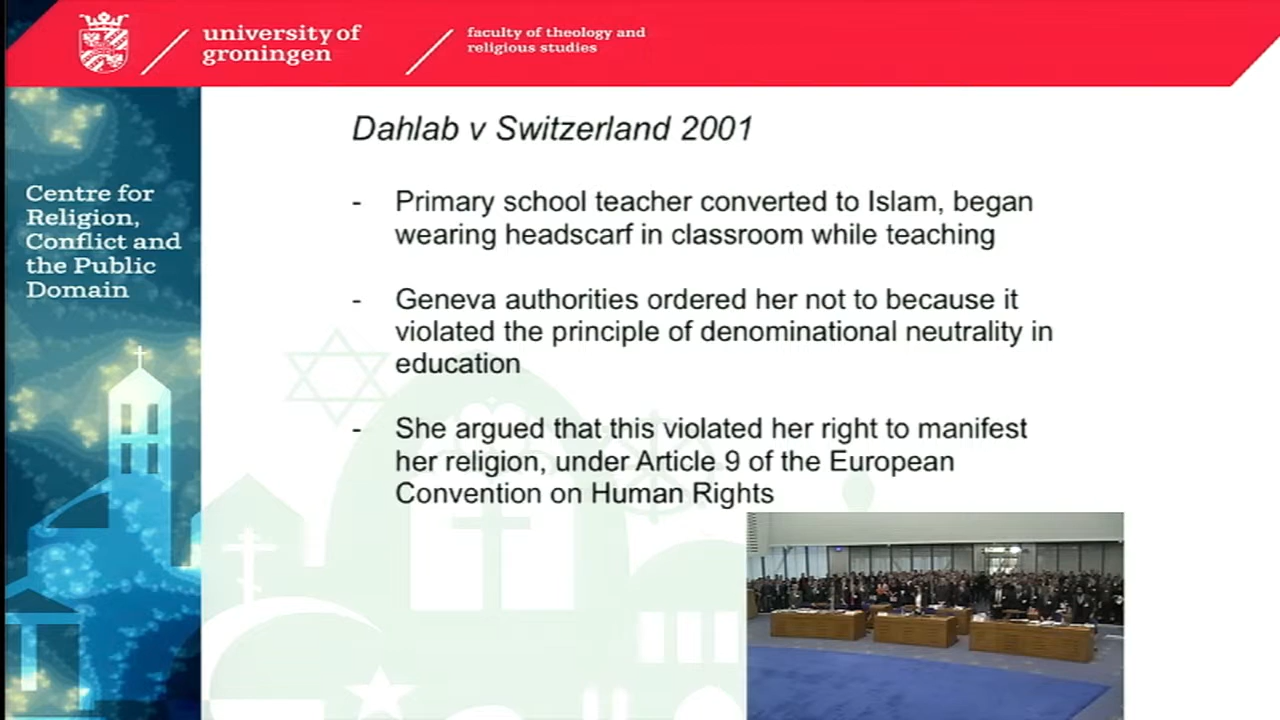 university of
groningen
faculty of theology and
religious studies
Centre for
Religion,
Conflict and
the Public
Domain
Dahlab v Switzerland 2001
- Primary school teacher converted to Islam, began
wearing headscarf in classroom while teaching
- Geneva authorities ordered her not to because it
violated the principle of denominational neutrality in
education
- She argued that this violated her right to manifest
her religion, under Article 9 of the European
Convention on Human Rights